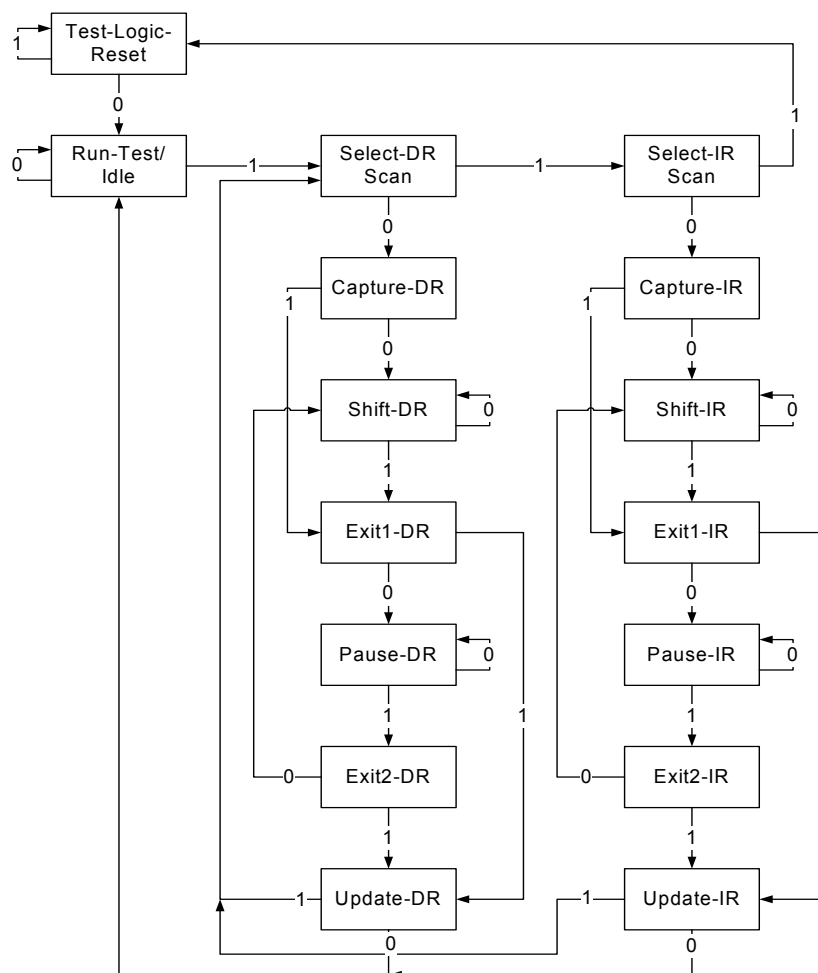 Test-Logic-
Reset
1
0
1
Run-Test/
Idle
0
1
Select-DR
Scan
1
Select-IR
Scan
0
0
Capture-DR
1
Capture-IR
1
0
0
Shift-DR
0
Shift-IR
0
1
1
Exit1-DR
Exit1-IR
0
0
Pause-DR
0
Pause-IR
0
1
1
1
Exit2-DR
0
Exit2-IR
0
1
1
1
Update-DR
1
Update-IR
0
0